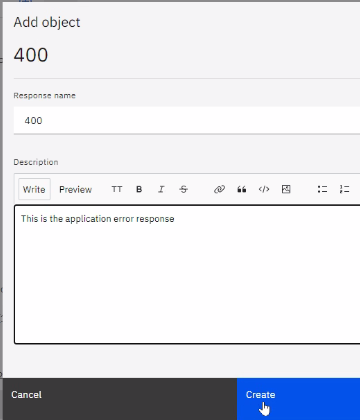 Add object
400
Response name
400
Description
Write Preview TT B I S
This is the application error response
Cancel Create